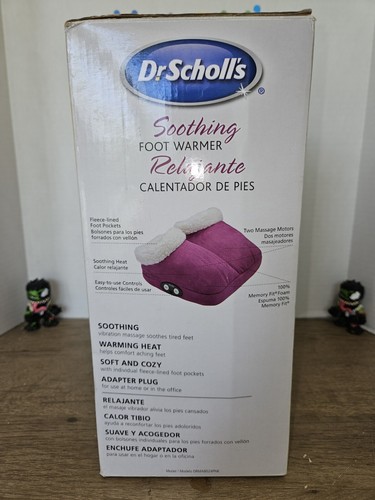 Dr. Scholl's
®
Soothing
FOOT WARMER
Relajante
CALENTADOR DE PIES
Fleece-lined
Foot Pockets
Bolsones para los pies
forrados con vellón
Two Massage Motors
Dos motores
masajeadores
Soothing Heat
Calor relajante
Easy-to-use Controls
Controles fáciles de usar
100%
Memory Fit® Foam
Espuma 100%
Memory Fit®
SOOTHING
vibration massage soothes tired feet
WARMING HEAT
helps comfort aching feet
SOFT AND COZY
with individual fleece-lined foot pockets
ADAPTER PLUG
for use at home or in the office
RELAJANTE
el masaje vibrador alivia los pies cansados
CALOR TIBIO
ayuda a reconfortar los pies adoloridos
SUAVE Y ACOGEDOR
con bolsones individuales para los pies forrados con vellón
ENCHUFE ADAPTADOR
para usar en el hogar o en la oficina